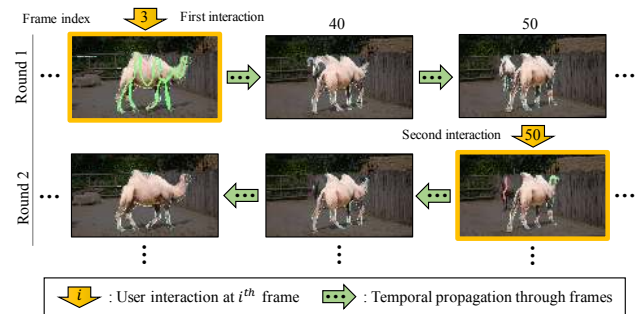 Frame index
3
First interaction
40
50
Round 1
Second interaction
50
Round 2
i : User interaction at iᵗʰ frame
: Temporal propagation through frames